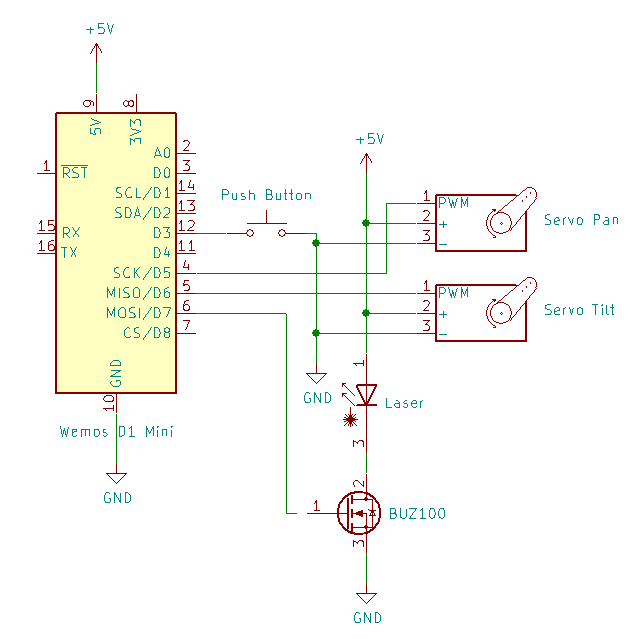 +5V
9
8
5V
3V3
+5V
A0 2
1 RST
D0 3
SCL/D1 14
Push Button
1 PWM
SDA/D2 13
2 +
Servo Pan
15 RX
D3 12
3 -
16 TX
D4 11
SCK/D5 4
MISO/D6 5
1 PWM
MOSI/D7 6
2 +
Servo Tilt
CS/D8 7
3 -
GND
1
10
GND
Laser
Wemos D1 Mini
3
2
GND
1
BUZ100
3
GND